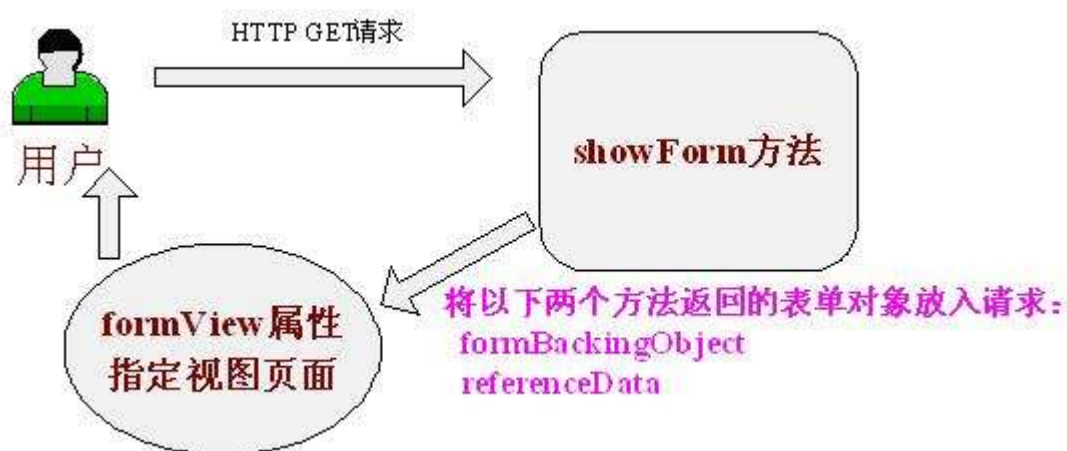 HTTP GET请求
用户
showForm方法
将以下两个方法返回的表单对象放入请求：
formBackingObject
referenceData
formView属性
指定视图页面